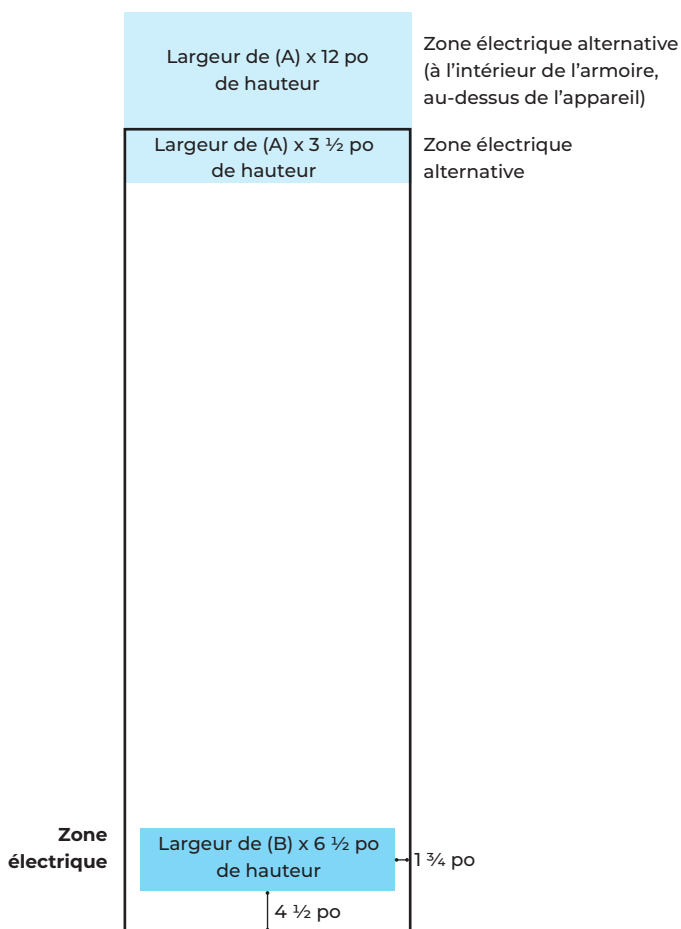 Largeur de (A) x 12 po
de hauteur
Zone électrique alternative
(à l’intérieur de l’armoire,
au-dessus de l’appareil)
Largeur de (A) x 3 ½ po
de hauteur
Zone électrique
alternative
Zone
électrique
Largeur de (B) x 6 ½ po
de hauteur
1 ¾ po
4 ½ po